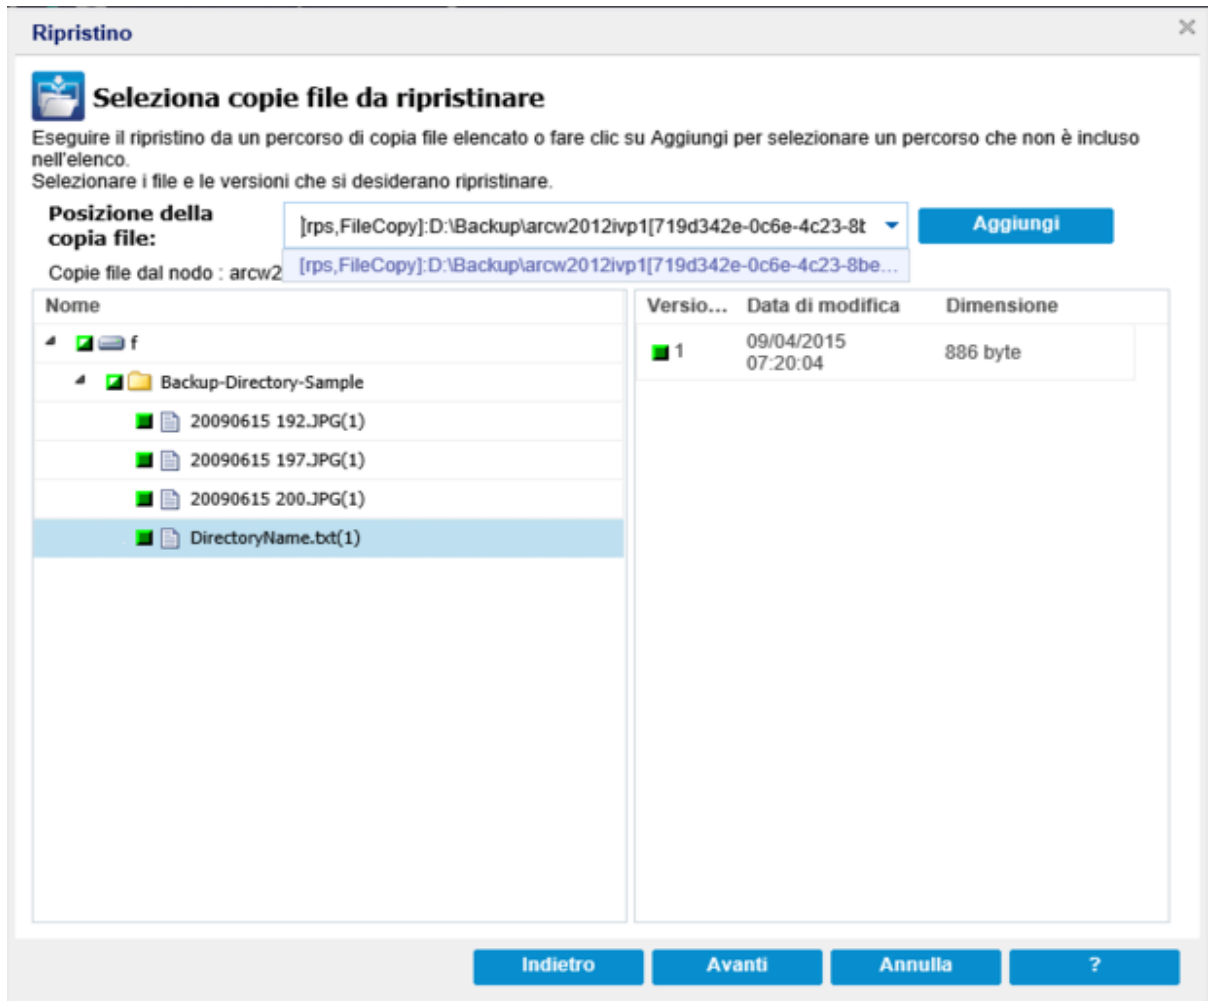 Ripristino
Seleziona copie file da ripristinare
Eseguire il ripristino da un percorso di copia file elencato o fare clic su Aggiungi per selezionare un percorso che non è incluso
nell'elenco.
Selezionare i file e le versioni che si desiderano ripristinare.
Posizione della
copia file:
[rps,FileCopy]:D:\Backup\arcw2012ivp1[719d342e-0c6e-4c23-8b
Aggiungi
Copie file dal nodo : arcw2
[rps,FileCopy]:D:\Backup\arcw2012ivp1[719d342e-0c6e-4c23-8be...
Nome
Versio... Data di modifica Dimensione
f
Backup-Directory-Sample
20090615 192.JPG(1)
20090615 197.JPG(1)
20090615 200.JPG(1)
DirectoryName.txt(1)
1 09/04/2015 07:20:04 886 byte
Indietro Avanti Annulla ?